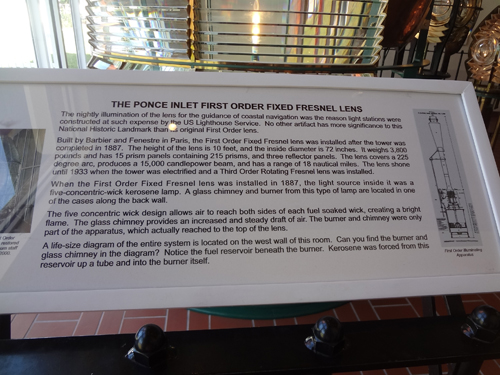 THE PONCE INLET FIRST ORDER FIXED FRESNEL LENS
The nightly illumination of the lens for the guidance of coastal navigation was the reason light stations were
constructed at such expense by the US Lighthouse Service. No other artifact has more significance to this
National Historic Landmark than original First Order lens.
Built by Barbier and Fenestre in Paris, the First Order Fixed Fresnel Lens was installed after the tower was
completed in 1887. The height of the lens is 10 feet, and the inside diameter is 72 inches. It weighs 3,800
pounds and has 15 prism panels containing 215 prisms, and three reflector panels. The lens covers a 225
degree arc, produces a 15,000 candlepower beam, and has a range of 18 nautical miles. The lens shone
until 1933 when the tower was electrified and a Third Order Rotating Fresnel lens was installed.
When the First Order Fixed Fresnel lens was installed in 1887, the light source inside it was a
five-concentric-wick kerosene lamp. A glass chimney and burner from this type of lamp are located in one
of the cases along the back wall.
The five concentric wick design allows air to reach both sides of each fuel soaked wick, creating a bright
flame. The glass chimney provides an increased and steady draft of air. The burner and chimney were only
part of the apparatus, which actually reached to the top of the lens.
A life-size diagram of the entire system is located on the west wall of this room. Can you find the burner and
glass chimney in the diagram? Notice the fuel reservoir beneath the burner. Kerosene was forced from this
reservoir up a tube and into the burner itself.
First Order Illuminating
Apparatus